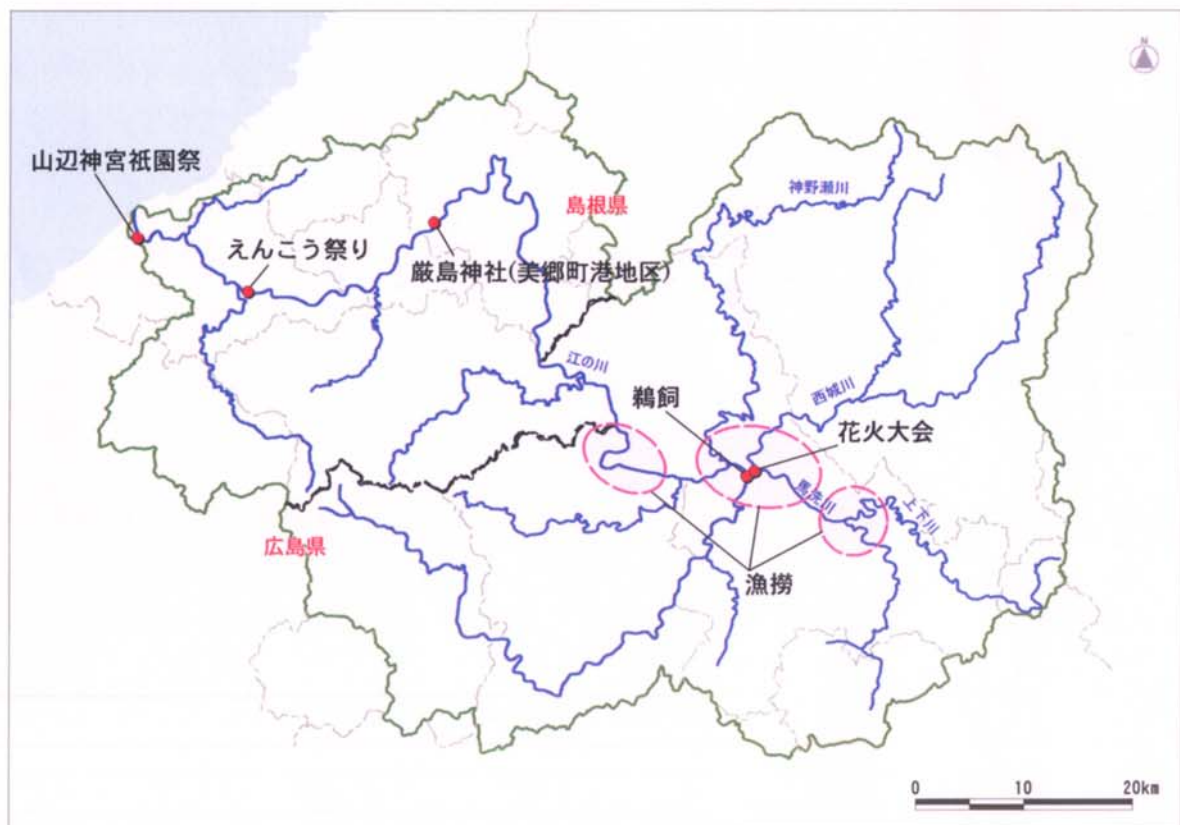 N
山辺神宮祇園祭
えんこう祭り
島根県
厳島神社(美郷町港地区)
神野瀬川
江の川
西城川
鵜飼
花火大会
馬洗川
上下川
広島県
漁撈
0 10 20km